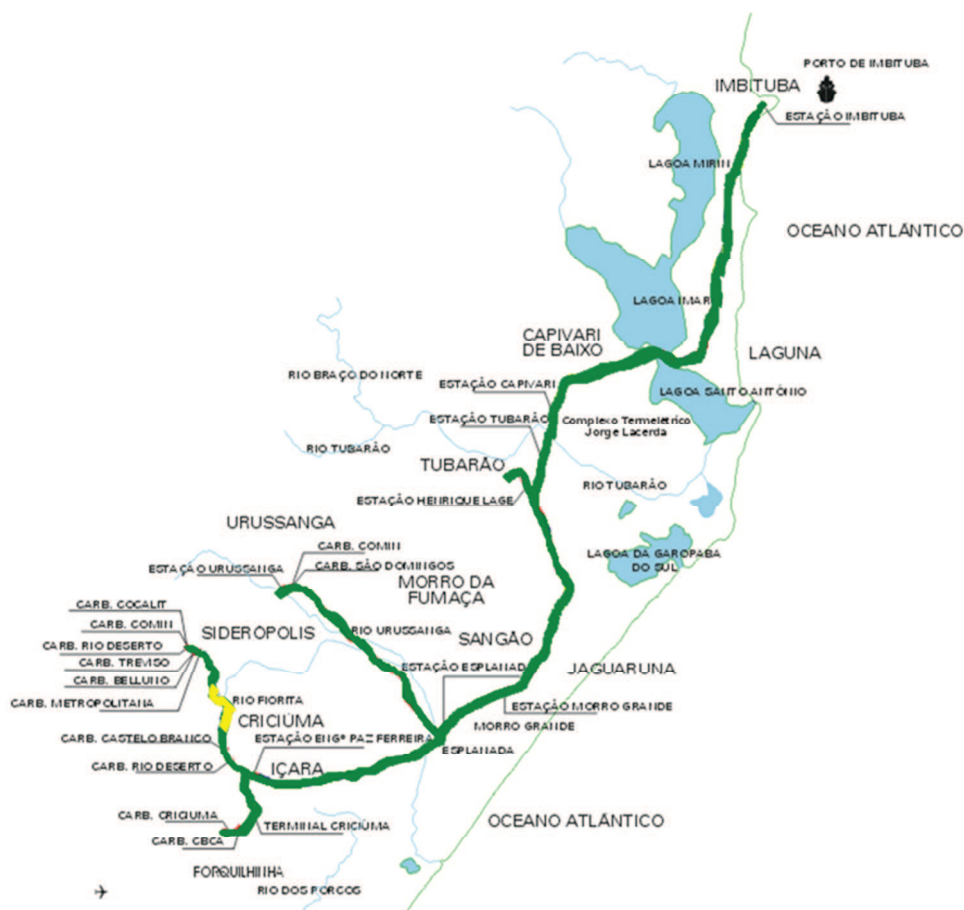 PORTO DE IMBITUBA
IMBITUBA
ESTAÇÃO IMBITUBA
LAGOA MIRIN
OCEANO ATLÂNTICO
LAGOA IMAR
CAPIVARI
DE BAIXO
LAGUNA
RIO BRAÇO DO NORTE
ESTAÇÃO CAPIVARI
LAGOA SANTO ANTÔNIO
ESTAÇÃO TUBARÃO
Complexo Termelétrico
Jorge Lacerda
RIO TUBARÃO
TUBARÃO
RIO TUBARÃO
ESTAÇÃO HENRIQUE LAGE
URUSSANGA
CARB. COMIN
LAGOA DA GAROPABA
DO SUL
ESTAÇÃO URUSSANGA
CARB. SÃO DOMINGOS
MORRO DA
FUMAÇA
CARB. COCALIT
CARB. COMIN
SIDERÓPOLIS
RIO URUSSANGA
SANGÃO
CARB. RIO DESERTO
CARB. TREVISO
ESTAÇÃO ESPLANAD
JAGUARUNA
CARB. BELLUNO
CARB. METROPOLITANA
RIO FIORITA
ESTAÇÃO MORRO GRANDE
CRICIÚMA
MORRO GRANDE
CARB. CASTELO BRANCO
ESTAÇÃO ENGº PAZ FERREIRA
ESPLANADA
CARB. RIO DESERTO
IÇARA
CARB. CRICIUMA
TERMINAL CRICIÚMA
OCEANO ATLÂNTICO
CARB. CBCA
FORQUILHINHA
RIO DOS PORCOS